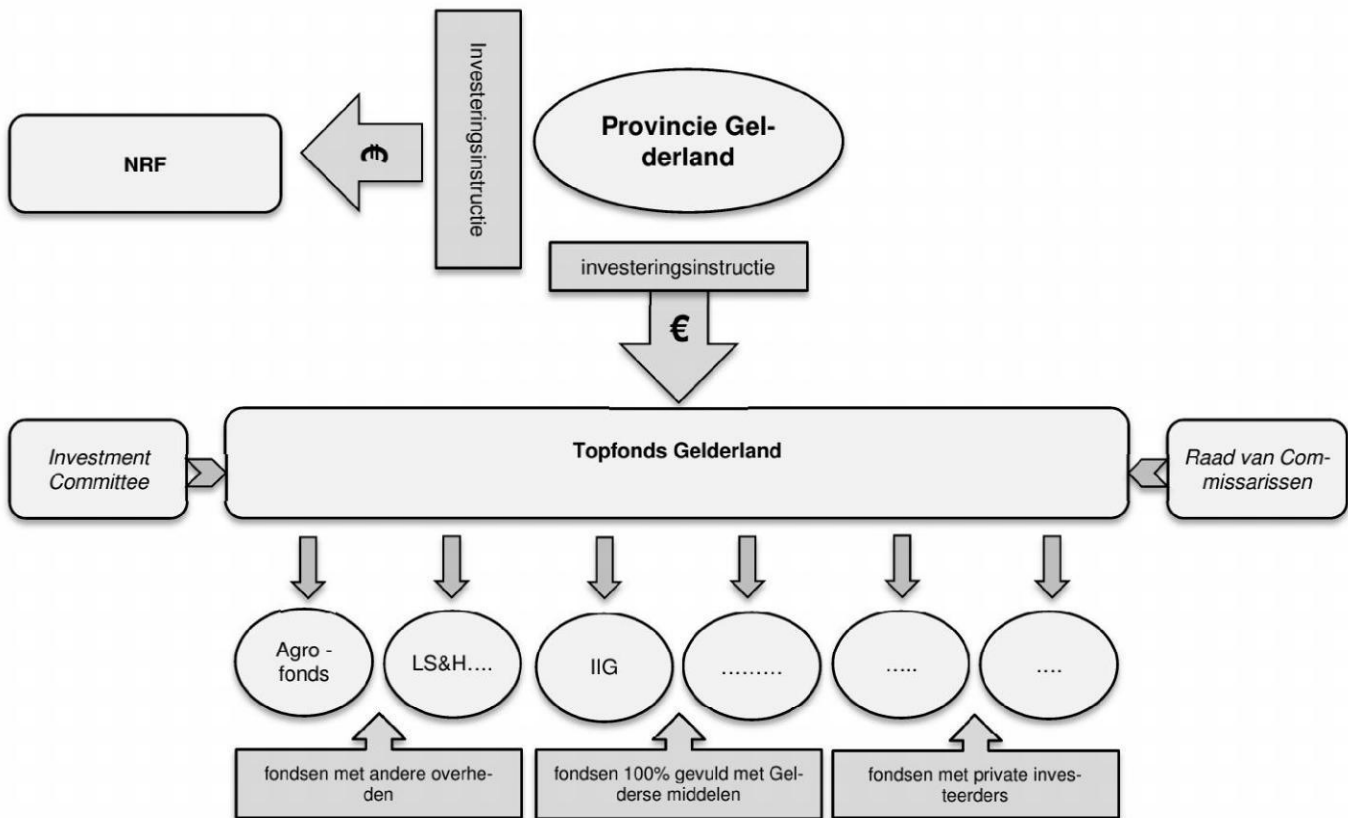 Investeringsinstructie
Provincie Gel-
derland
NRF
€
investeringsinstructie
€
Topfonds Gelderland
Investment
Committee
Raad van Com-
missarissen
Agro -
fonds
LS&H....
IIG
.........
.....
....
fondsen met andere overhe-
den
fondsen 100% gevuld met Gel-
derse middelen
fondsen met private inves-
teerders